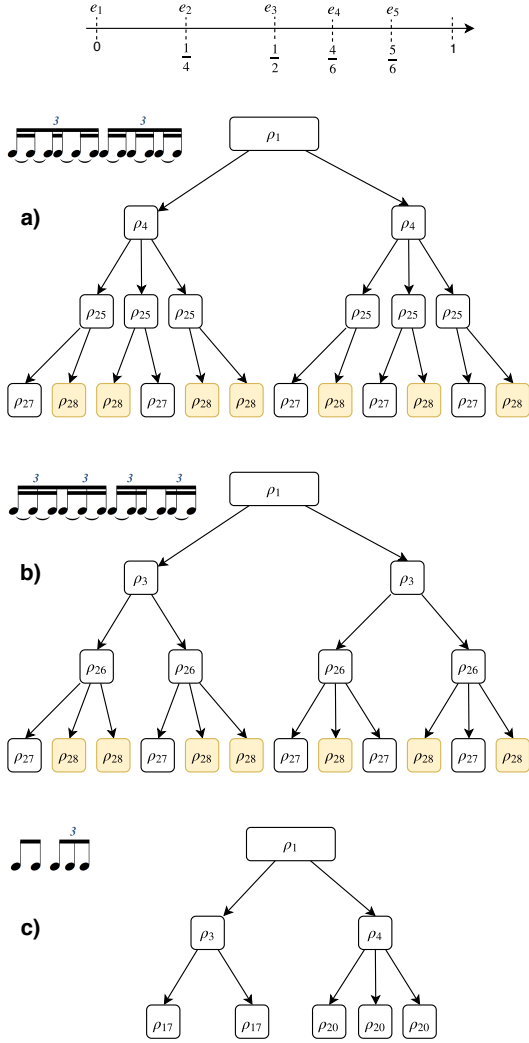 e₁ e₂ e₃ e₄ e₅
0 1/4 1/2 4/6 5/6 1
3 3
ρ₁
a)
ρ₄ ρ₄
ρ₂₅ ρ₂₅ ρ₂₅ ρ₂₅ ρ₂₅ ρ₂₅
ρ₂₇ ρ₂₈ ρ₂₈ ρ₂₇ ρ₂₈ ρ₂₈ ρ₂₇ ρ₂₈ ρ₂₇ ρ₂₈ ρ₂₇ ρ₂₈
3 3 3 3
ρ₁
b)
ρ₃ ρ₃
ρ₂₆ ρ₂₆ ρ₂₆ ρ₂₆
ρ₂₇ ρ₂₈ ρ₂₈ ρ₂₇ ρ₂₈ ρ₂₈ ρ₂₇ ρ₂₈ ρ₂₇ ρ₂₈ ρ₂₇ ρ₂₈
3
ρ₁
c)
ρ₃ ρ₄
ρ₁₇ ρ₁₇ ρ₂₀ ρ₂₀ ρ₂₀